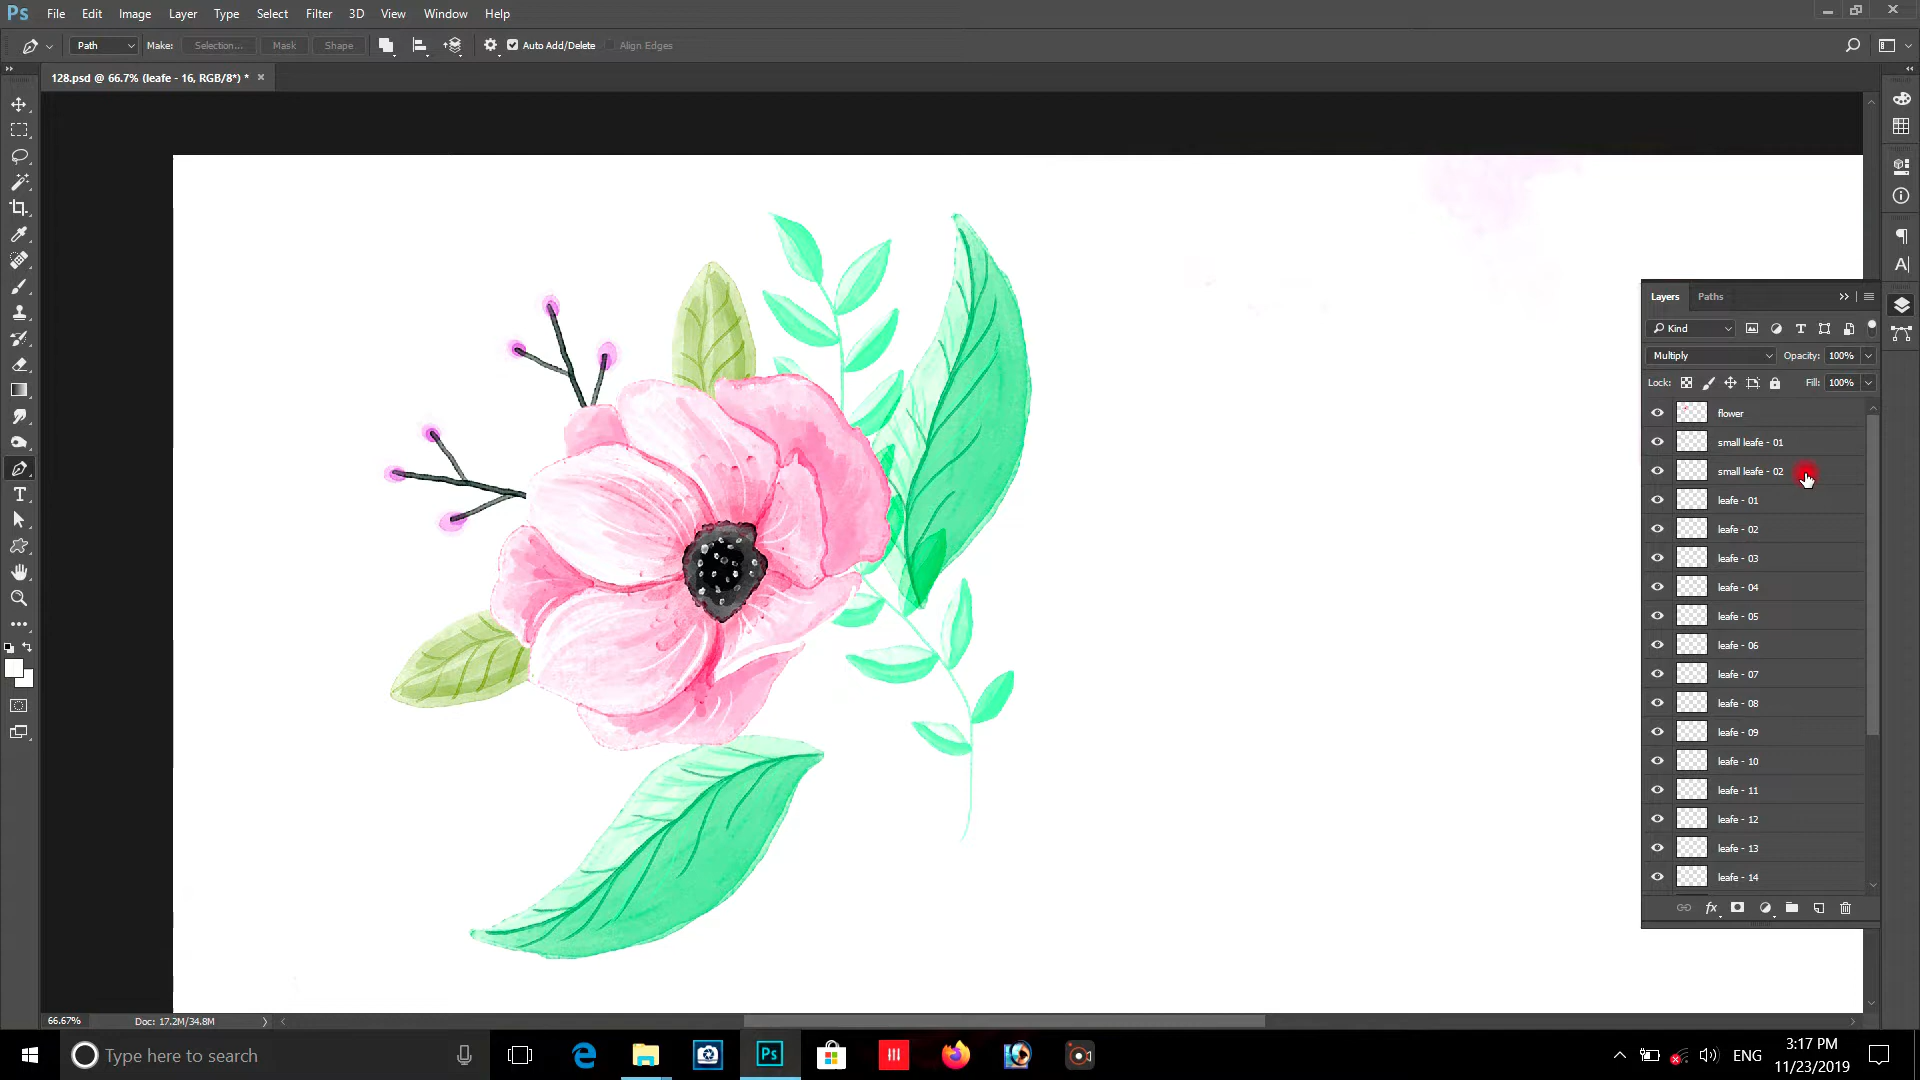 Ps File Edit Image Layer Type Select Filter 3D View Window Help
Path Make: Selection... Mask Shape Auto Add/Delete Align Edges
128.psd @ 66.7% (leafe - 16, RGB/8*) *
Layers Paths
Kind
Multiply Opacity: 100%
Lock: Fill: 100%
flower
small leafe - 01
small leafe - 02
leafe - 01
leafe - 02
leafe - 03
leafe - 04
leafe - 05
leafe - 06
leafe - 07
leafe - 08
leafe - 09
leafe - 10
leafe - 11
leafe - 12
leafe - 13
leafe - 14
fx
66.67% Doc: 17.2M/34.8M
Type here to search
Ps
ENG
3:17 PM
11/23/2019